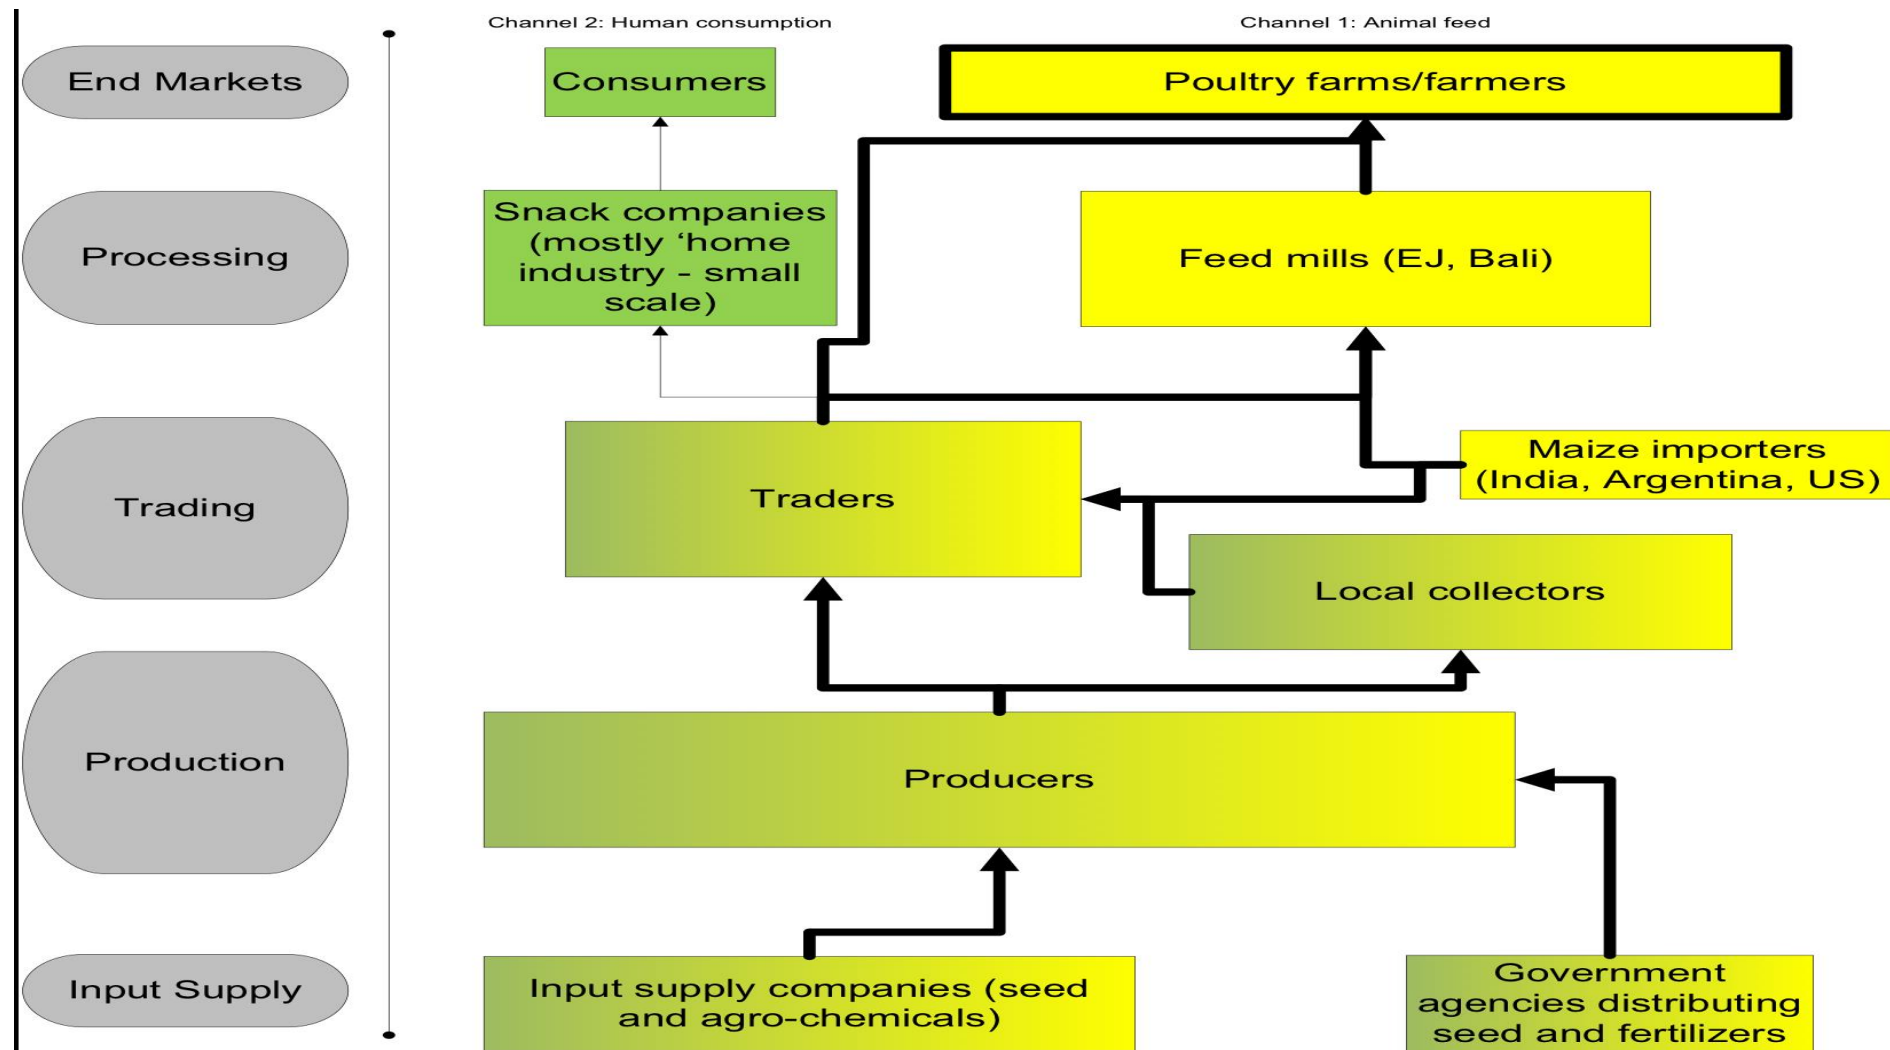 Channel 2: Human consumption
Channel 1: Animal feed
End Markets
Consumers
Poultry farms/farmers
Processing
Snack companies
(mostly ‘home
industry - small
scale)
Feed mills (EJ, Bali)
Trading
Traders
Maize importers
(India, Argentina, US)
Local collectors
Production
Producers
Input Supply
Input supply companies (seed
and agro-chemicals)
Government
agencies distributing
seed and fertilizers